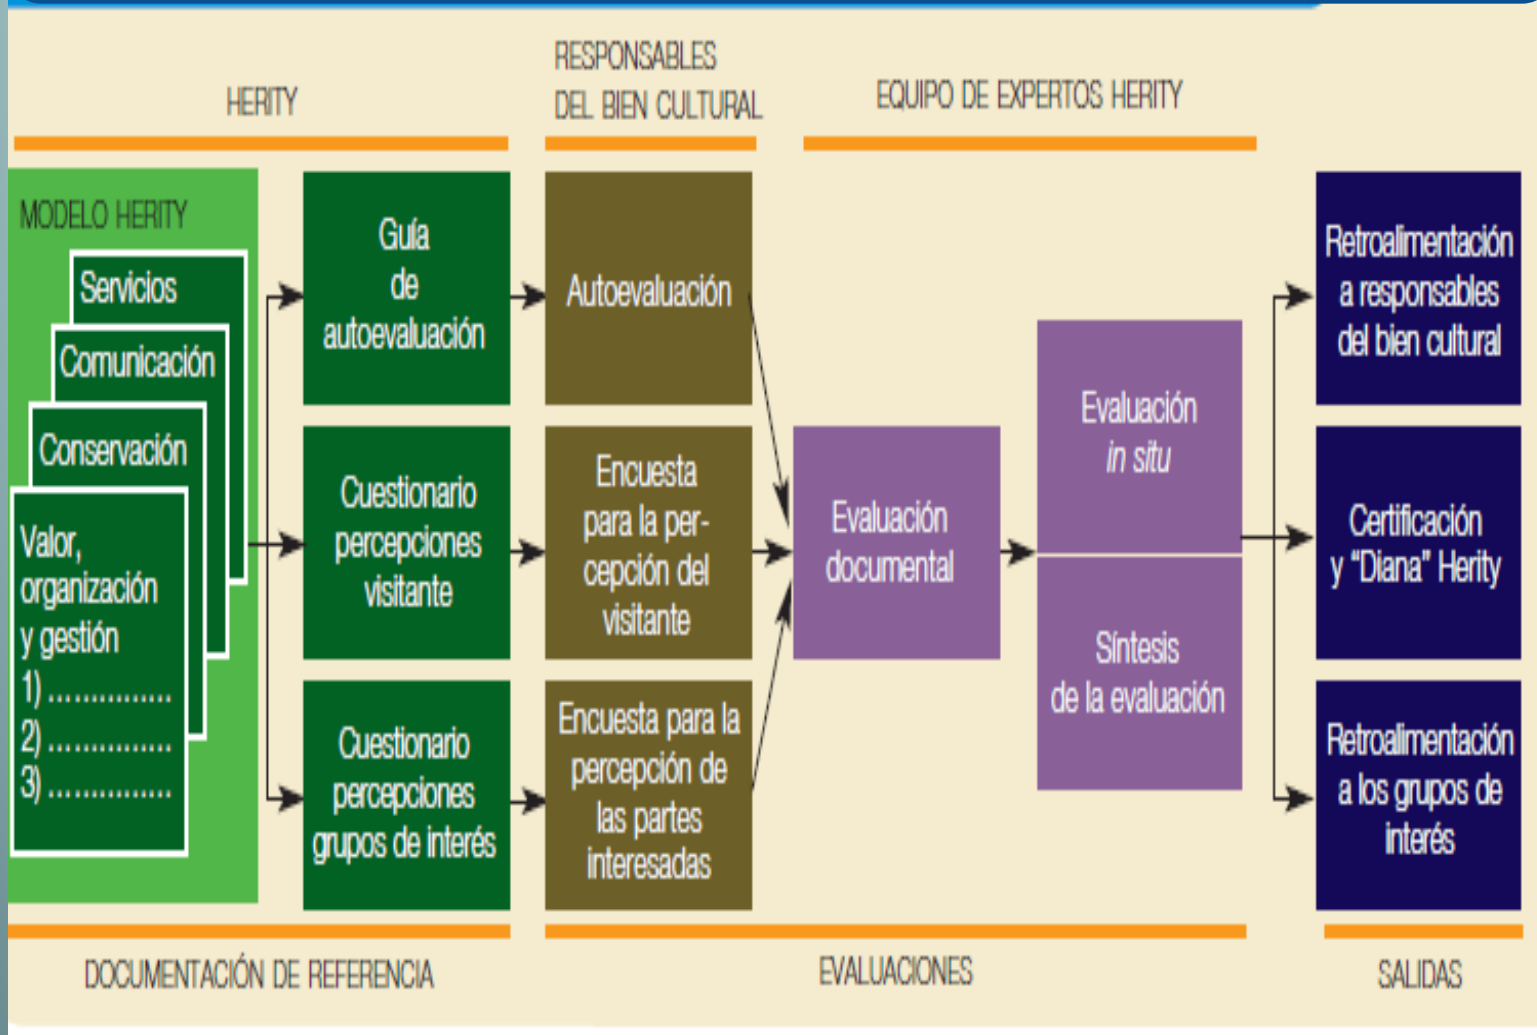 HERITY
RESPONSABLES
DEL BIEN CULTURAL
EQUIPO DE EXPERTOS HERITY
MODELO HERITY
Servicios
Comunicación
Conservación
Valor,
organización
y gestión
1) ...............
2) ...............
3) ...............
Guía
de
autoevaluación
Cuestionario
percepciones
visitante
Cuestionario
percepciones
grupos de interés
Autoevaluación
Encuesta
para la per-
cepción del
visitante
Encuesta para la
percepción de
las partes
interesadas
Evaluación
documental
Evaluación
in situ
Síntesis
de la evaluación
Retroalimentación
a responsables
del bien cultural
Certificación
y “Diana” Herity
Retroalimentación
a los grupos de
interés
DOCUMENTACIÓN DE REFERENCIA
EVALUACIONES
SALIDAS